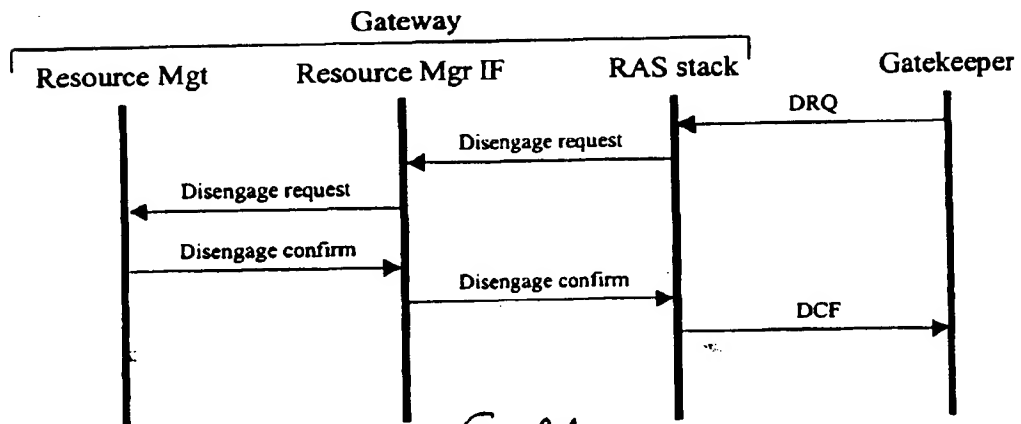 Gateway
Resource Mgt Resource Mgr IF RAS stack Gatekeeper
DRQ
Disengage request
Disengage request
Disengage confirm
Disengage confirm
DCF